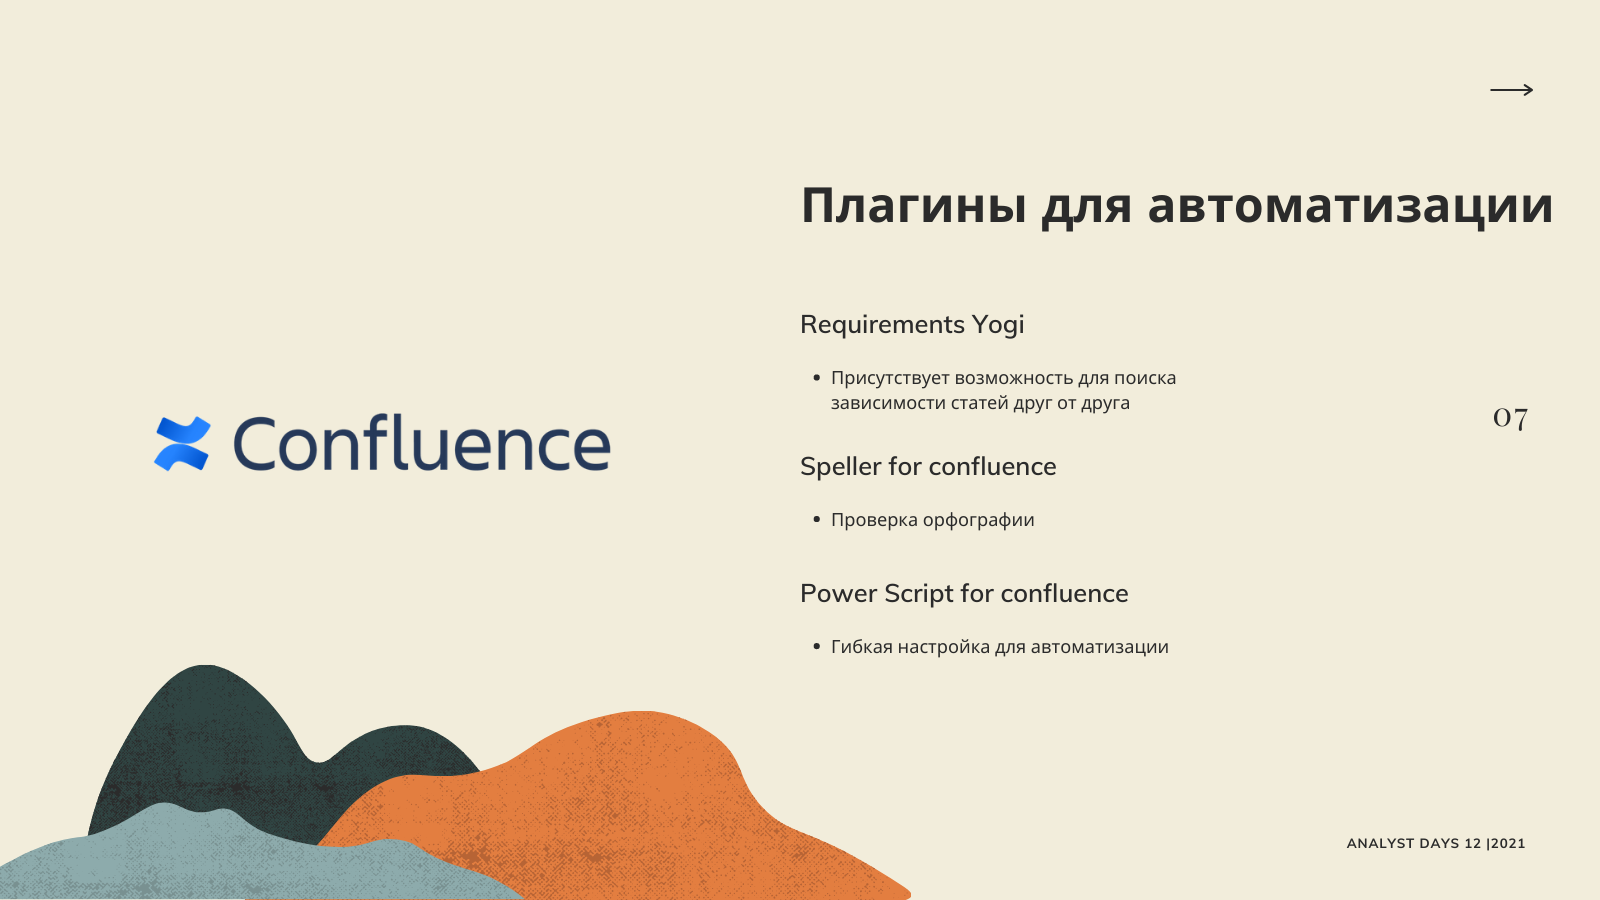 Плагины для автоматизации
Requirements Yogi
• Присутствует возможность для поиска
зависимости статей друг от друга
07
Confluence
Speller for confluence
• Проверка орфографии
Power Script for confluence
• Гибкая настройка для автоматизации
ANALYST DAYS 12 |2021